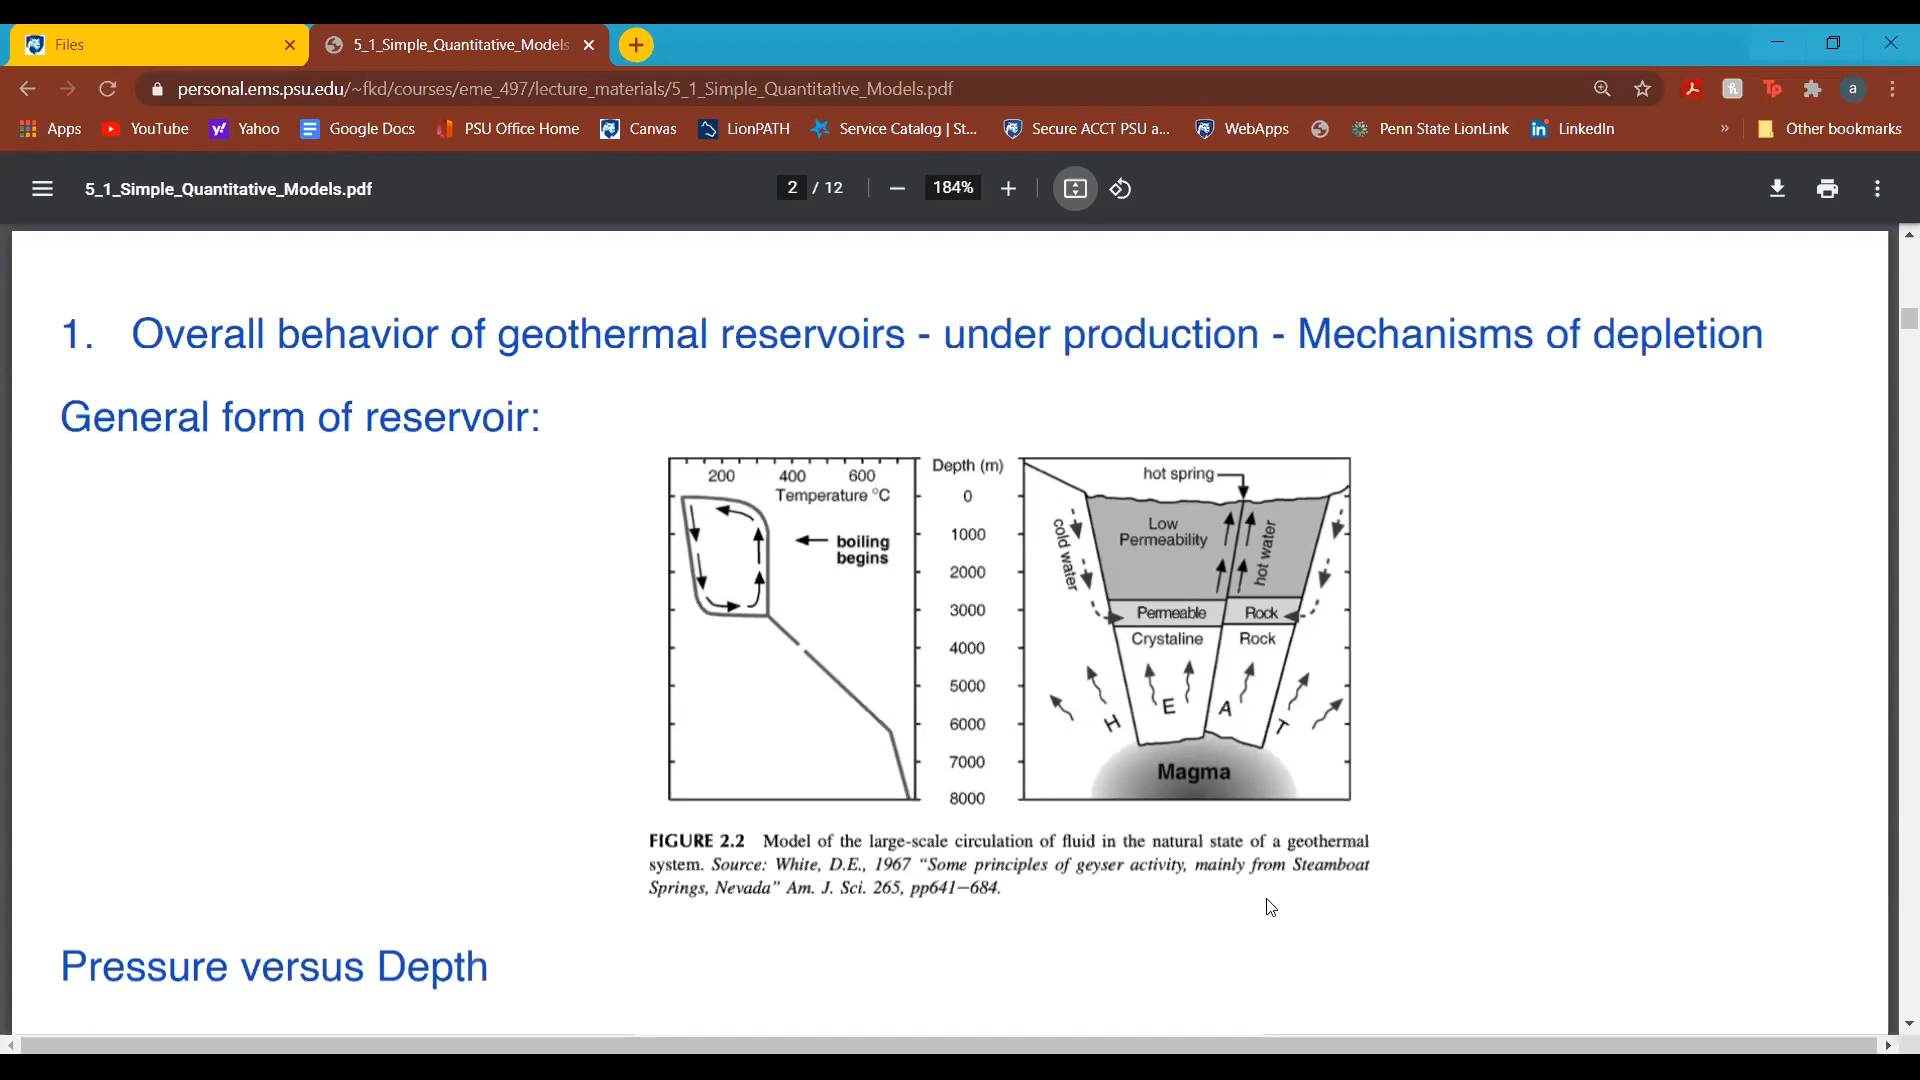 Files
5_1_Simple_Quantitative_Models
personal.ems.psu.edu/~fkd/courses/eme_497/lecture_materials/5_1_Simple_Quantitative_Models.pdf
a
Apps YouTube Yahoo Google Docs PSU Office Home Canvas LionPATH Service Catalog | St... Secure ACCT PSU a... WebApps Penn State LionLink LinkedIn » Other bookmarks
5_1_Simple_Quantitative_Models.pdf
2 / 12 184%
1. Overall behavior of geothermal reservoirs - under production - Mechanisms of depletion
General form of reservoir:
200 400 600
Temperature °C
boiling
begins
Depth (m)
0
1000
2000
3000
4000
5000
6000
7000
8000
hot spring
cold water
Low
Permeability
hot water
Permeable Rock
Crystaline Rock
H E A T
Magma
FIGURE 2.2 Model of the large-scale circulation of fluid in the natural state of a geothermal
system. Source: White, D.E., 1967 “Some principles of geyser activity, mainly from Steamboat
Springs, Nevada” Am. J. Sci. 265, pp641–684.
Pressure versus Depth